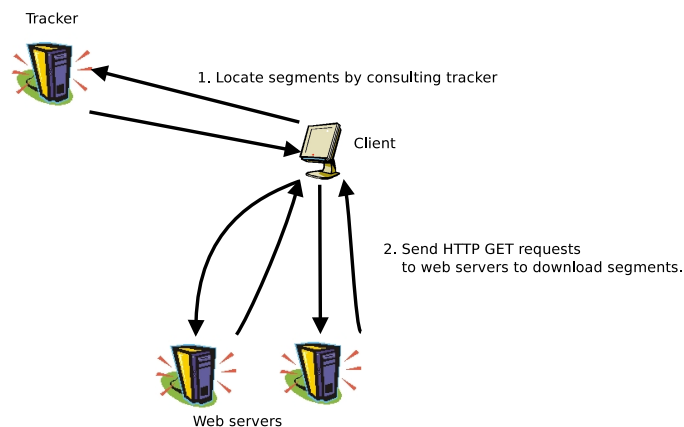 Tracker
1. Locate segments by consulting tracker
Client
2. Send HTTP GET requests
to web servers to download segments.
Web servers